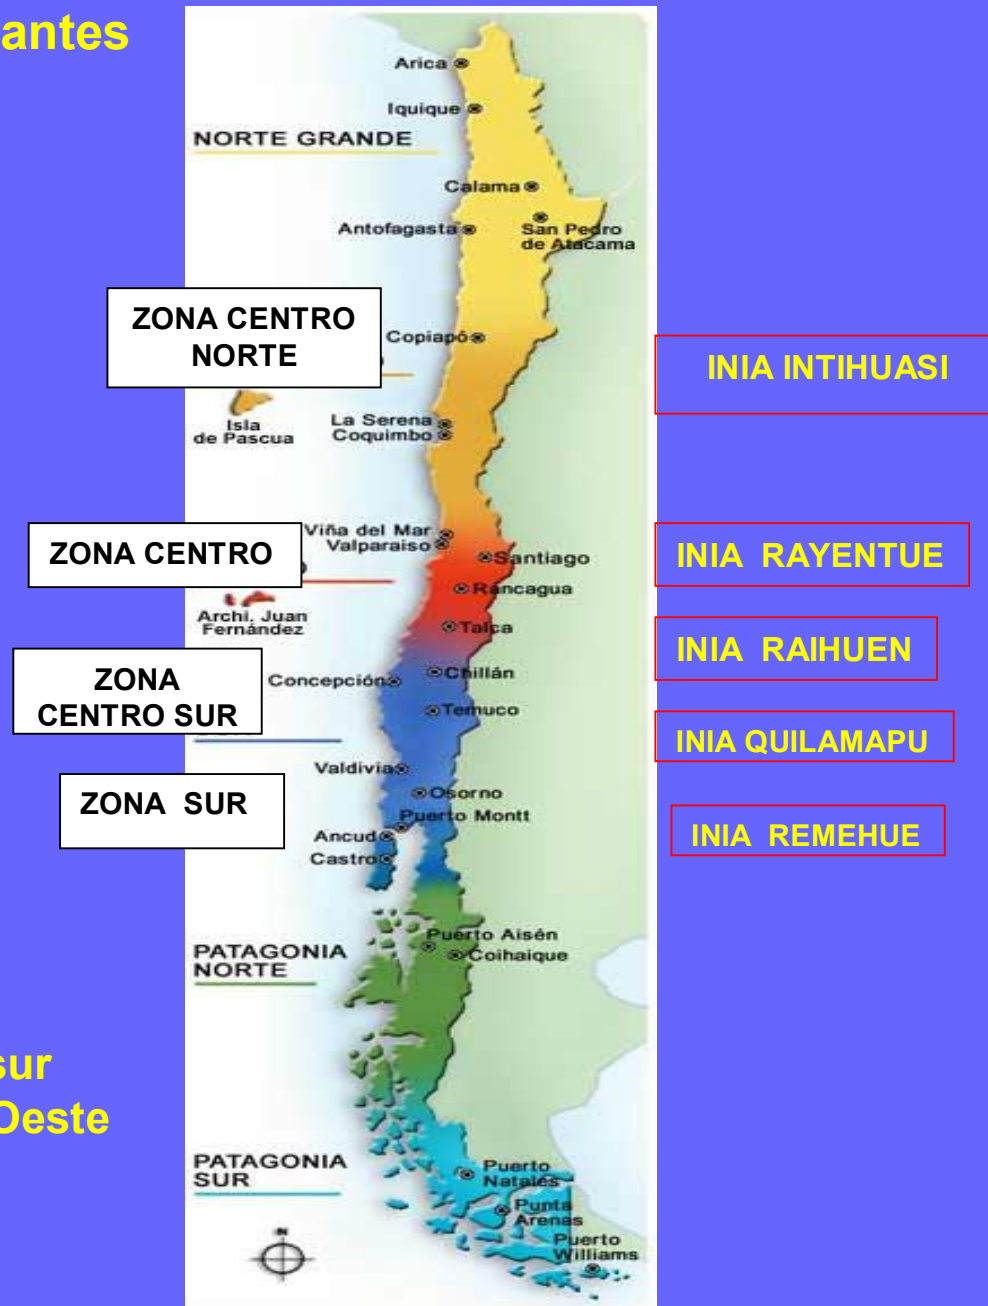 antes
Arica
Iquique
NORTE GRANDE
Calama
Antofagasta
San Pedro
de Atacama
ZONA CENTRO
NORTE
Copiapó
INIA INTIHUASI
Isla
de Pascua
La Serena
Coquimbo
Viña del Mar
Valparaiso
ZONA CENTRO
Santiago
INIA RAYENTUE
Rancagua
Archi. Juan
Fernández
Talca
INIA RAIHUEN
ZONA
CENTRO SUR
Concepción
Chillán
Temuco
INIA QUILAMAPU
Valdivia
ZONA SUR
Osorno
Puerto Montt
Ancud
INIA REMEHUE
Castro
Puerto Aisén
PATAGONIA
NORTE
Coihaique
sur
Oeste
PATAGONIA
SUR
Puerto
Natales
Punta
Arenas
N
Puerto
Williams